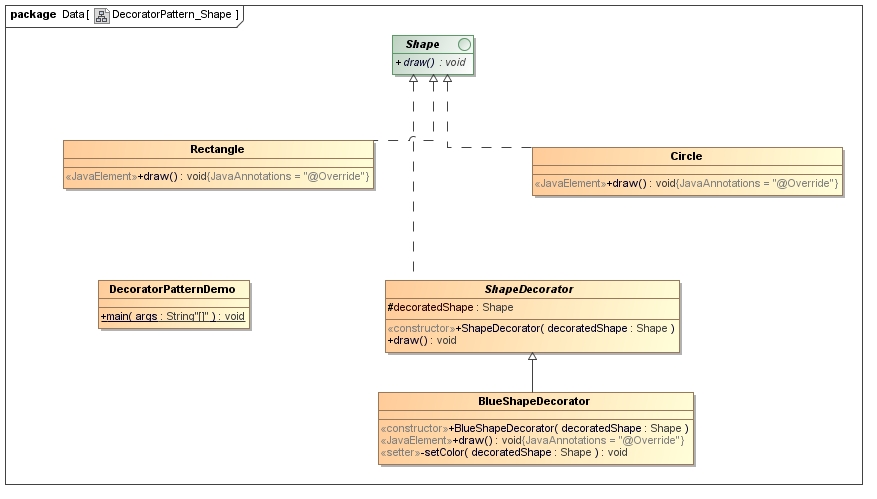 package Data[ DecoratorPattern_Shape ]
Shape
+ draw() : void
Rectangle
«JavaElement»+draw() : void{JavaAnnotations = "@Override"}
Circle
«JavaElement»+draw() : void{JavaAnnotations = "@Override"}
DecoratorPatternDemo
+main( args : String"[]" ) : void
ShapeDecorator
#decoratedShape : Shape
«constructor»+ShapeDecorator( decoratedShape : Shape )
+draw() : void
BlueShapeDecorator
«constructor»+BlueShapeDecorator( decoratedShape : Shape )
«JavaElement»+draw() : void{JavaAnnotations = "@Override"}
«setter»-setColor( decoratedShape : Shape ) : void